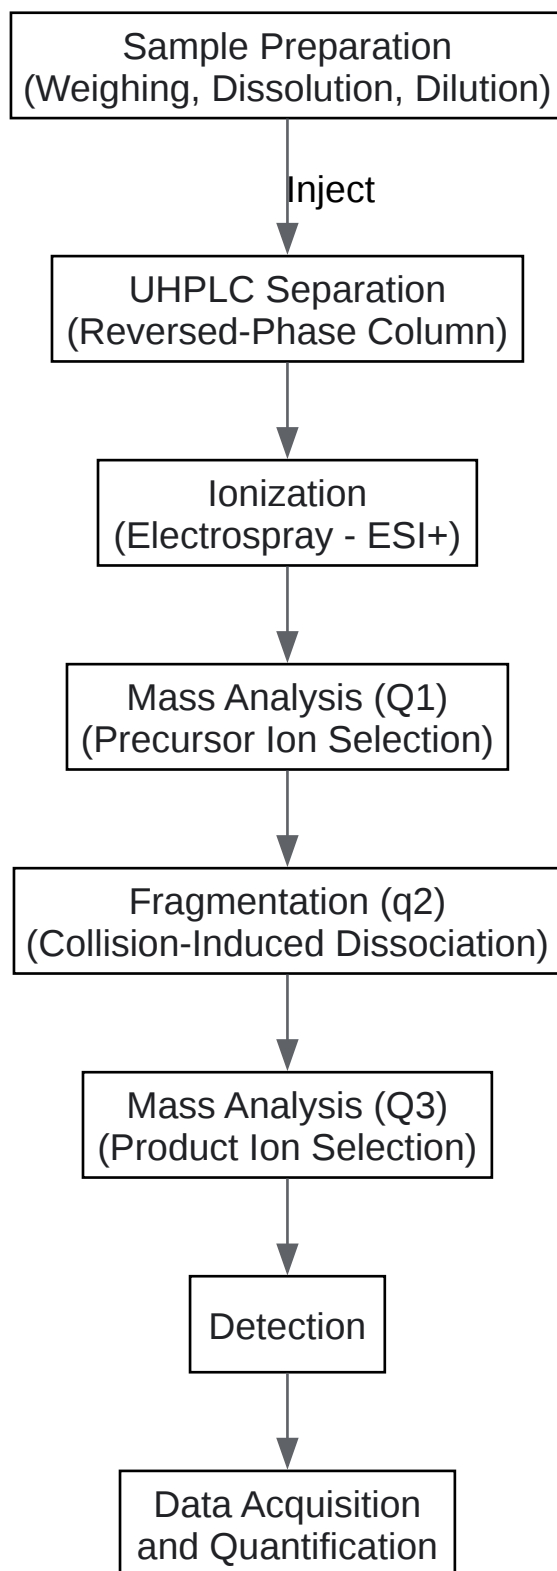 Sample Preparation
(Weighing, Dissolution, Dilution)
Inject
UHPLC Separation
(Reversed-Phase Column)
Ionization
(Electrospray - ESI+)
Mass Analysis (Q1)
(Precursor Ion Selection)
Fragmentation (q2)
(Collision-Induced Dissociation)
Mass Analysis (Q3)
(Product Ion Selection)
Detection
Data Acquisition
and Quantification